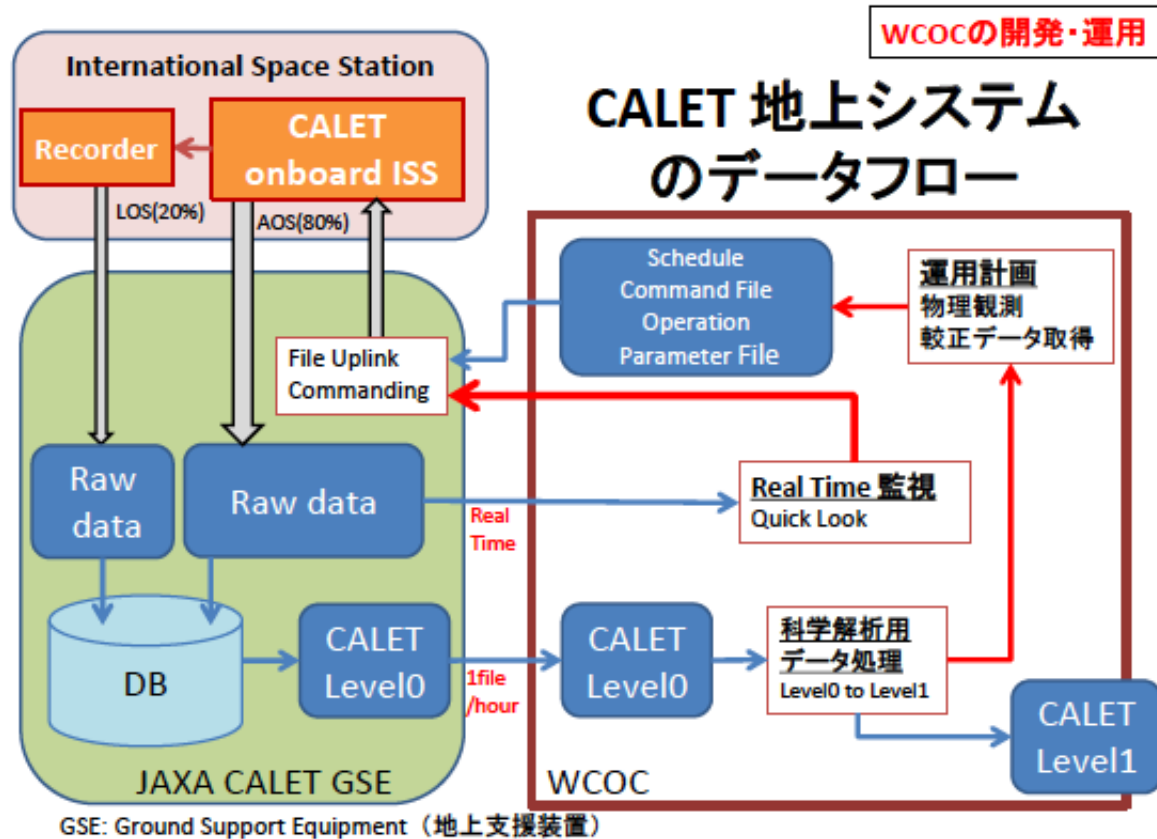 WCOCの開発・運用
CALET 地上システム
のデータフロー
International Space Station
Recorder
CALET
onboard ISS
LOS(20%)
AOS(80%)
Schedule
Command File
Operation
Parameter File
運用計画
物理観測
較正データ取得
File Uplink
Commanding
Raw
data
Raw data
Real
Time
Real Time 監視
Quick Look
DB
CALET
Level0
1file
/hour
CALET
Level0
科学解析用
データ処理
Level0 to Level1
CALET
Level1
JAXA CALET GSE
WCOC
GSE: Ground Support Equipment（地上支援装置）